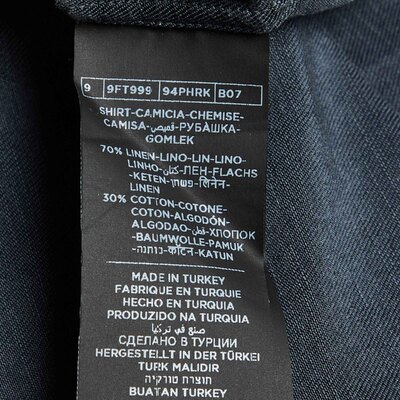 9 9FT999 94PHRK B07
SHIRT-CAMICIA-CHEMISE-
CAMISA-قميص-РУБАШКА-
GOMLEK
70% LINEN-LINO-LIN-LINO-
LINHO-كتان-ЛЕН-FLACHS
-KETEN-פשתן-लिनेन-
LINEN
30% COTTON-COTONE-
COTON-ALGODÓN-
ALGODAO-قطن-ХЛОПОК
-BAUMWOLLE-PAMUK
-כותנה-कॉटन-KATUN
MADE IN TURKEY
FABRIQUE EN TURQUIE
HECHO EN TURQUIA
PRODUZIDO NA TURQUIA
صنع في تركيا
СДЕЛАНО В ТУРЦИИ
HERGESTELLT IN DER TÜRKEI
TURK MALIDIR
תוצרת טורקיה
BUATAN TURKEY